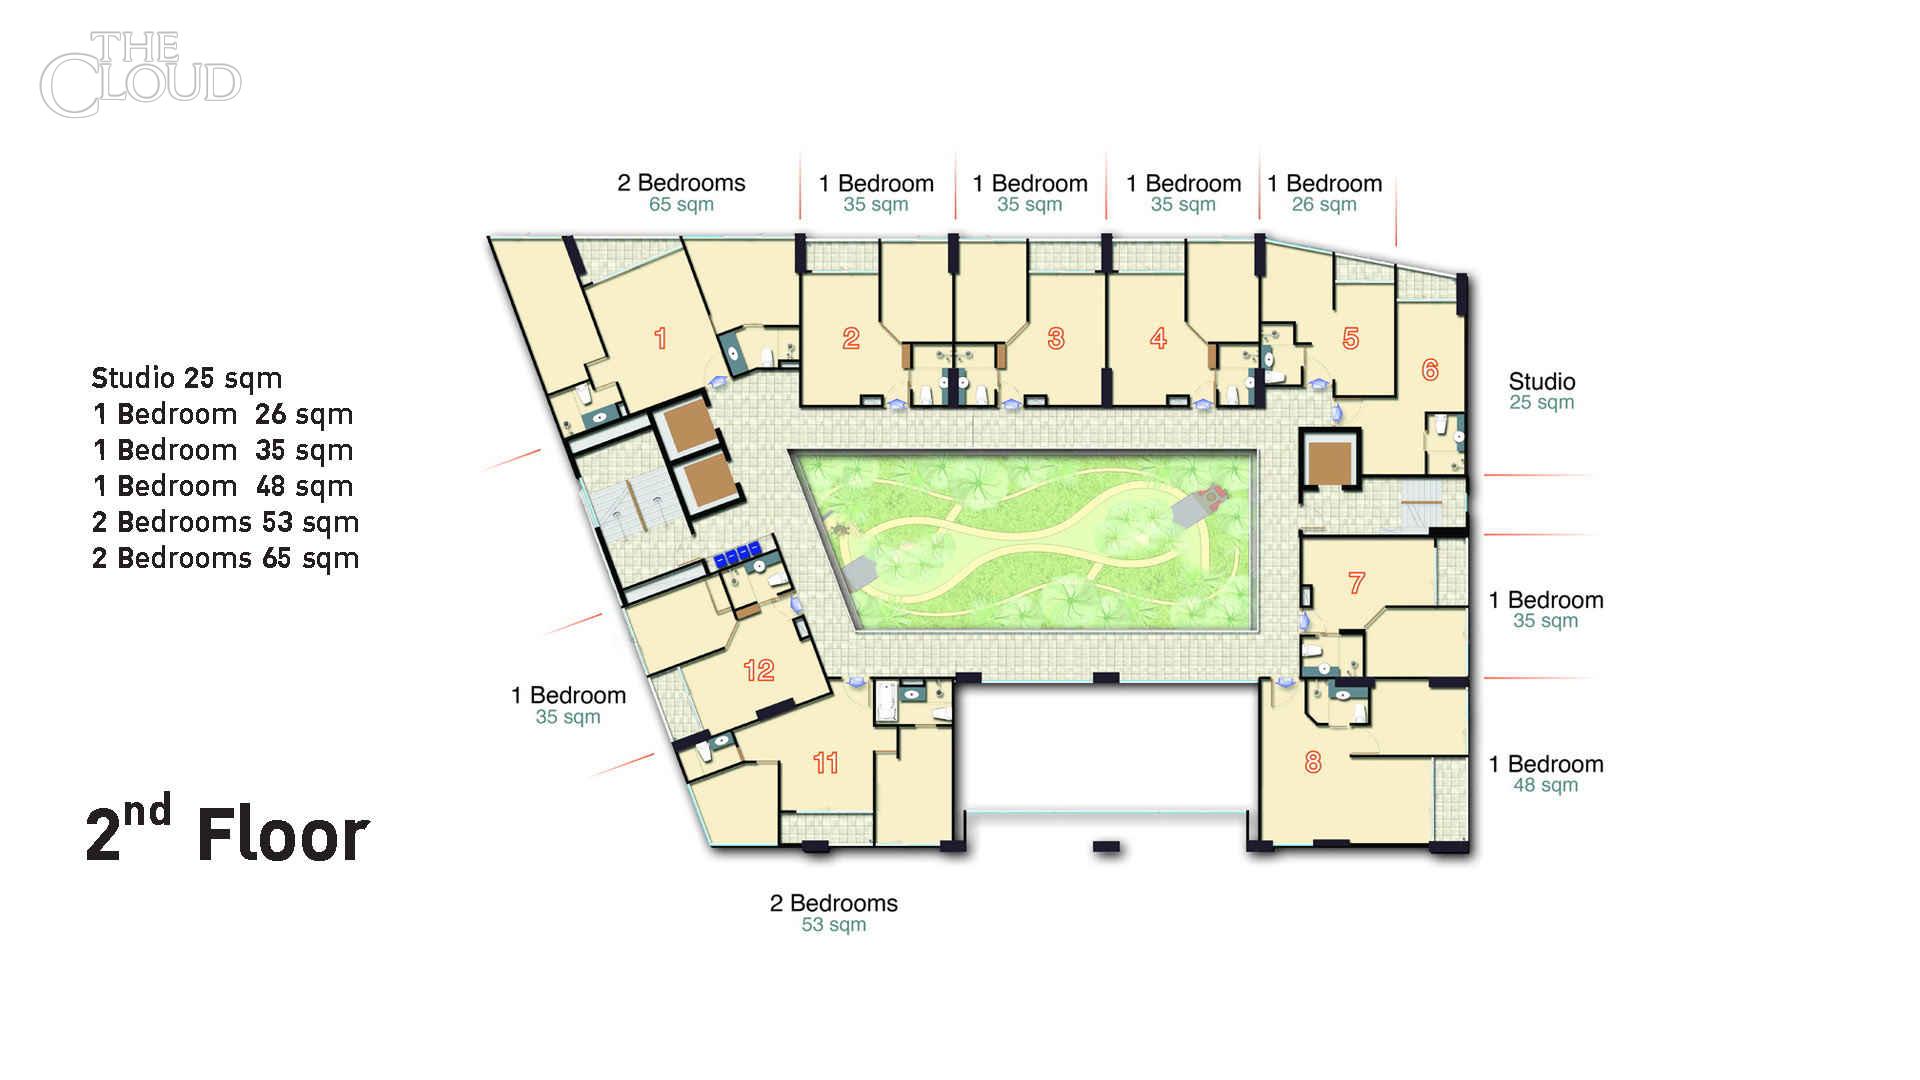 THE
CLOUD
2 Bedrooms
65 sqm
1 Bedroom
35 sqm
1 Bedroom
35 sqm
1 Bedroom
35 sqm
1 Bedroom
26 sqm
1
2
3
4
5
6
Studio
25 sqm
Studio 25 sqm
1 Bedroom 26 sqm
1 Bedroom 35 sqm
1 Bedroom 48 sqm
2 Bedrooms 53 sqm
2 Bedrooms 65 sqm
7
1 Bedroom
35 sqm
12
1 Bedroom
35 sqm
11
8
1 Bedroom
48 sqm
2nd Floor
2 Bedrooms
53 sqm